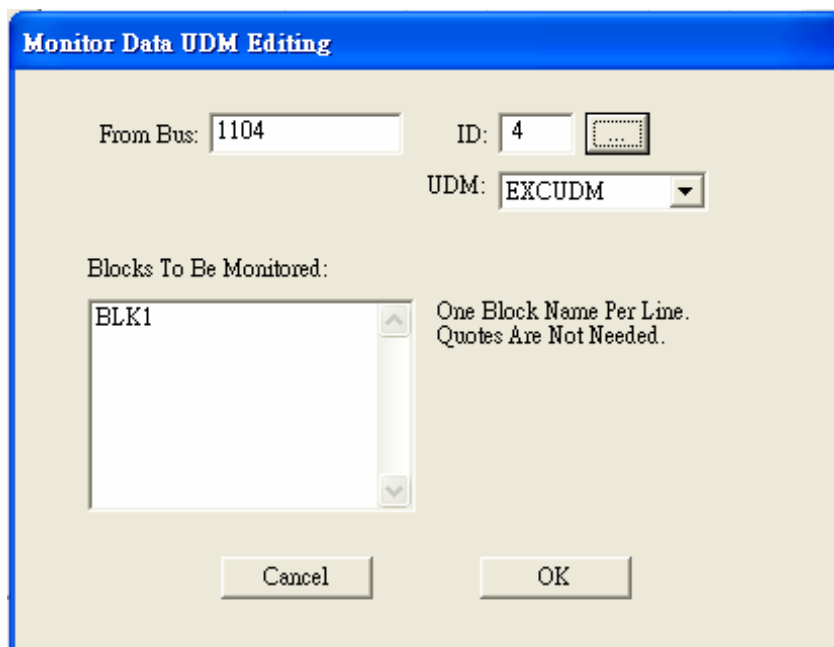 Monitor Data UDM Editing
From Bus: 1104 ID: 4 ...
UDM: EXCUDM
Blocks To Be Monitored:
BLK1
One Block Name Per Line.
Quotes Are Not Needed.
Cancel OK